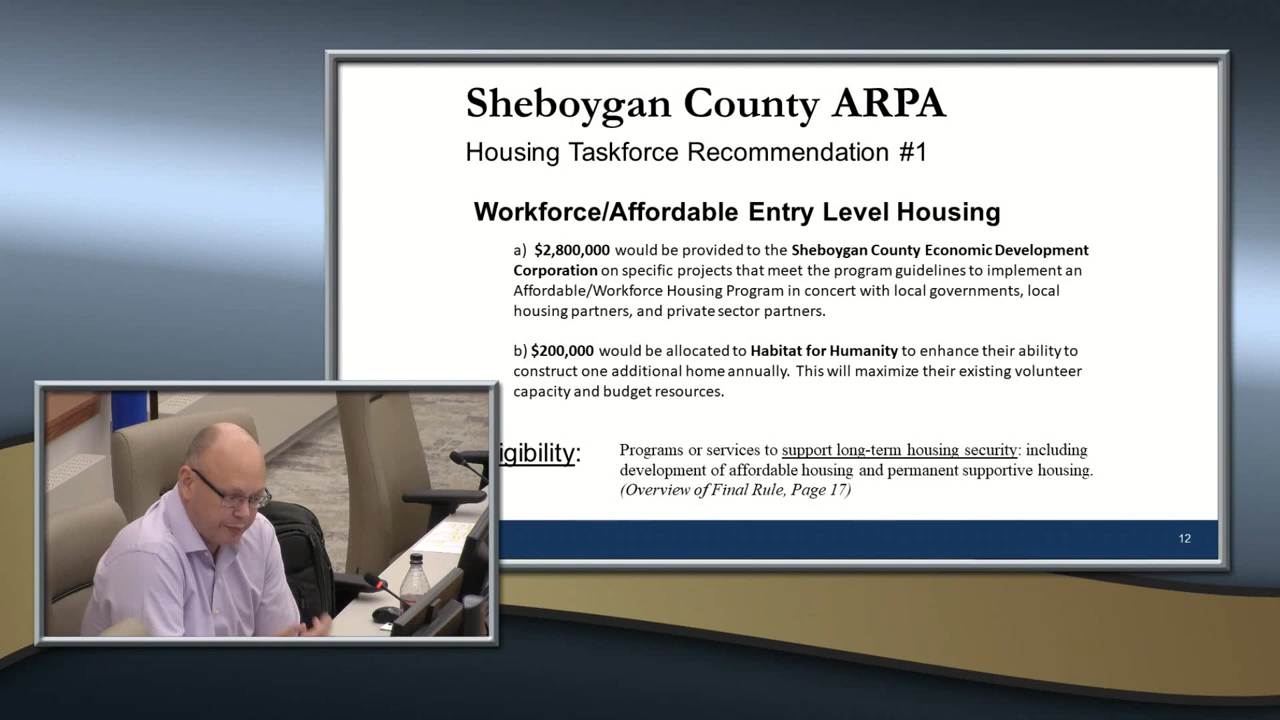 Sheboygan County ARPA
Housing Taskforce Recommendation #1
Workforce/Affordable Entry Level Housing
a) $2,800,000 would be provided to the Sheboygan County Economic Development
Corporation on specific projects that meet the program guidelines to implement an
Affordable/Workforce Housing Program in concert with local governments, local
housing partners, and private sector partners.
b) $200,000 would be allocated to Habitat for Humanity to enhance their ability to
construct one additional home annually. This will maximize their existing volunteer
capacity and budget resources.
igibility:
Programs or services to support long-term housing security: including
development of affordable housing and permanent supportive housing.
(Overview of Final Rule, Page 17)
12